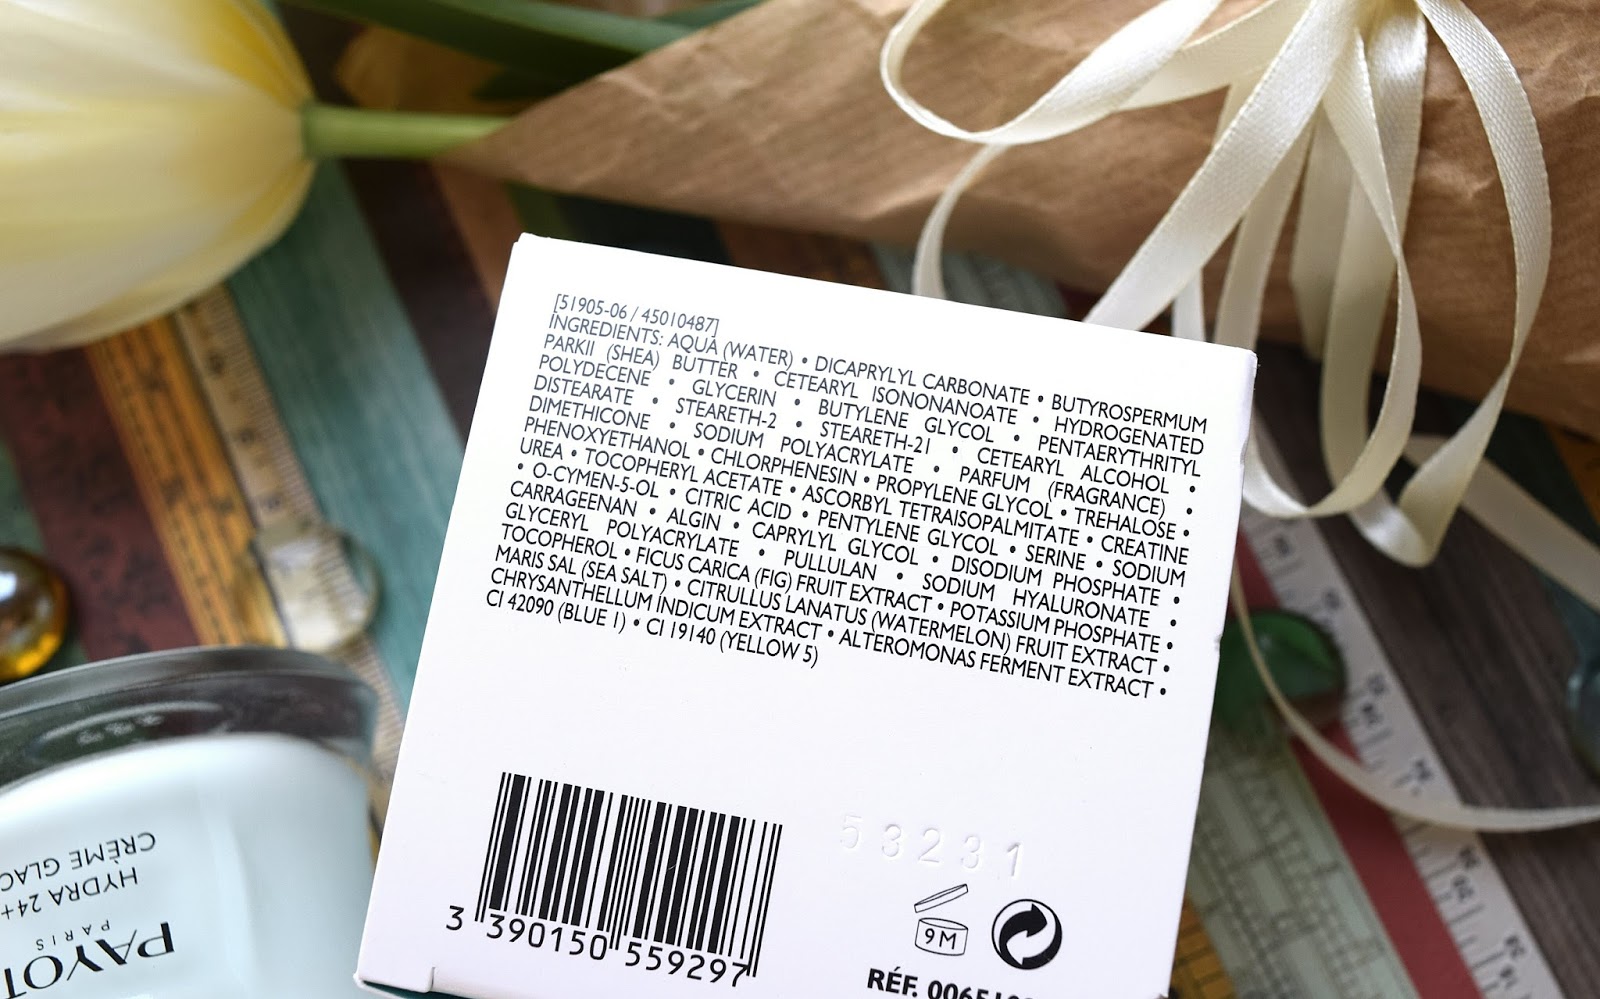 [51905-06 / 45010487]
INGREDIENTS: AQUA (WATER) • DICAPRYLYL CARBONATE • BUTYROSPERMUM
PARKII (SHEA) BUTTER • CETEARYL ISONONANOATE • HYDROGENATED
POLYDECENE • GLYCERIN • BUTYLENE GLYCOL • PENTAERYTHRITYL
DISTEARATE • STEARETH-2 • STEARETH-21 • CETEARYL ALCOHOL •
DIMETHICONE • SODIUM POLYACRYLATE • PARFUM (FRAGRANCE) •
PHENOXYETHANOL • CHLORPHENESIN • PROPYLENE GLYCOL • TREHALOSE •
UREA • TOCOPHERYL ACETATE • ASCORBYL TETRAISOPALMITATE • CREATINE
• O-CYMEN-5-OL • CITRIC ACID • PENTYLENE GLYCOL • SERINE • SODIUM
CARRAGEENAN • ALGIN • CAPRYLYL GLYCOL • DISODIUM PHOSPHATE •
GLYCERYL POLYACRYLATE • PULLULAN • SODIUM HYALURONATE •
TOCOPHEROL • FICUS CARICA (FIG) FRUIT EXTRACT • POTASSIUM PHOSPHATE •
MARIS SAL (SEA SALT) • CITRULLUS LANATUS (WATERMELON) FRUIT EXTRACT •
CHRYSANTHELLUM INDICUM EXTRACT • ALTEROMONAS FERMENT EXTRACT •
CI 42090 (BLUE 1) • CI 19140 (YELLOW 5)
53231
9M
3 390150 559297
RÉF.
PAYOT
PARIS
HYDRA 24+
CRÈME